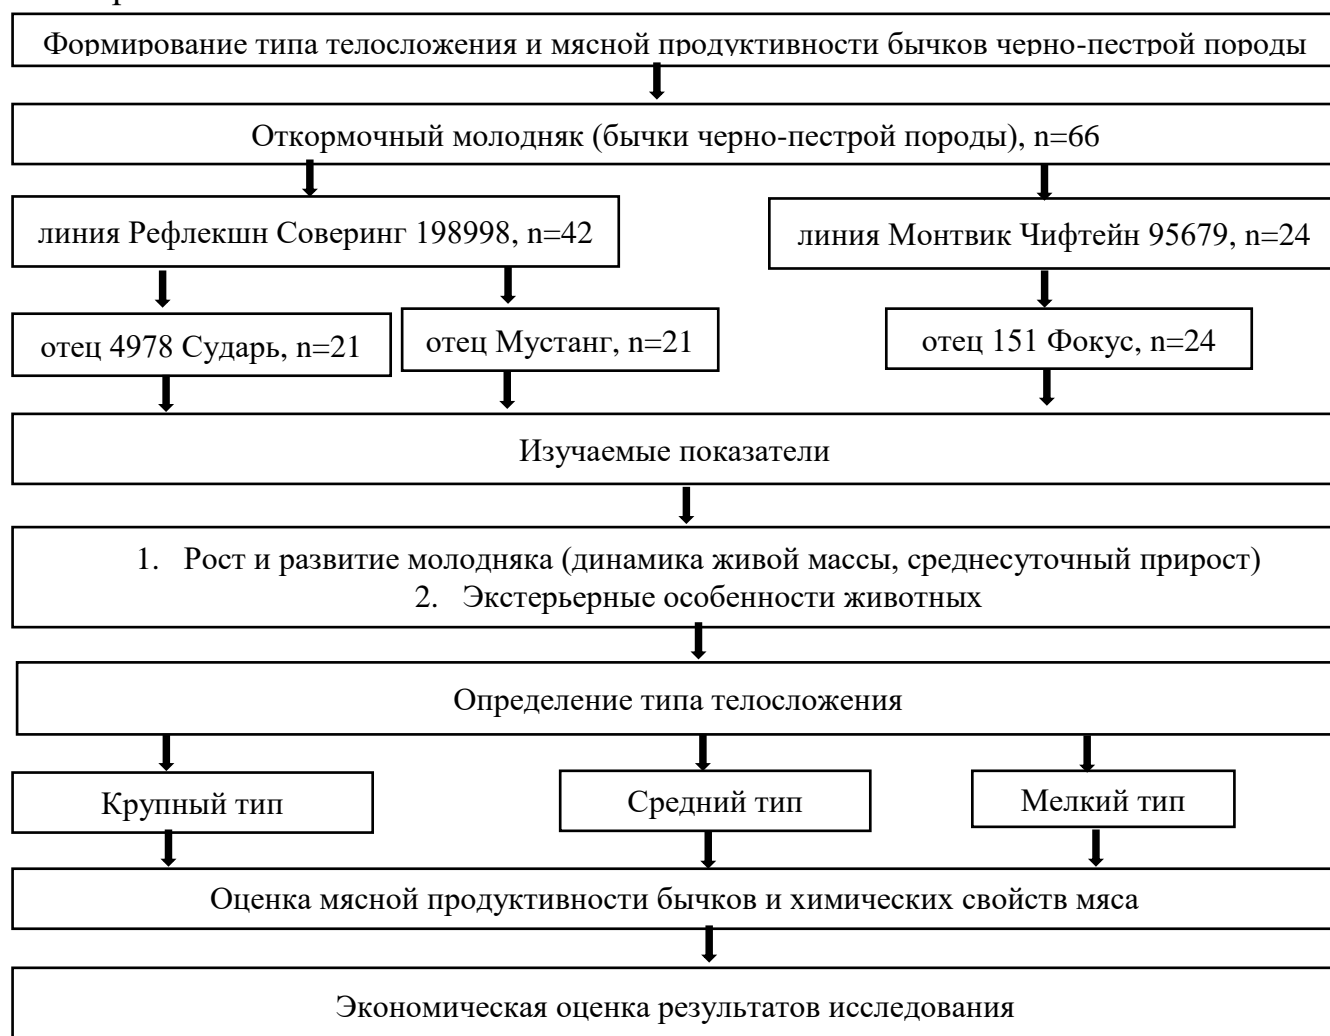 Формирование типа телосложения и мясной продуктивности бычков черно-пестрой породы
Откормочный молодняк (бычки черно-пестрой породы), n=66
линия Рефлекшн Соверинг 198998, n=42
линия Монтвик Чифтейн 95679, n=24
отец 4978 Сударь, n=21
отец Мустанг, n=21
отец 151 Фокус, n=24
Изучаемые показатели
1. Рост и развитие молодняка (динамика живой массы, среднесуточный прирост)
2. Экстерьерные особенности животных
Определение типа телосложения
Крупный тип
Средний тип
Мелкий тип
Оценка мясной продуктивности бычков и химических свойств мяса
Экономическая оценка результатов исследования